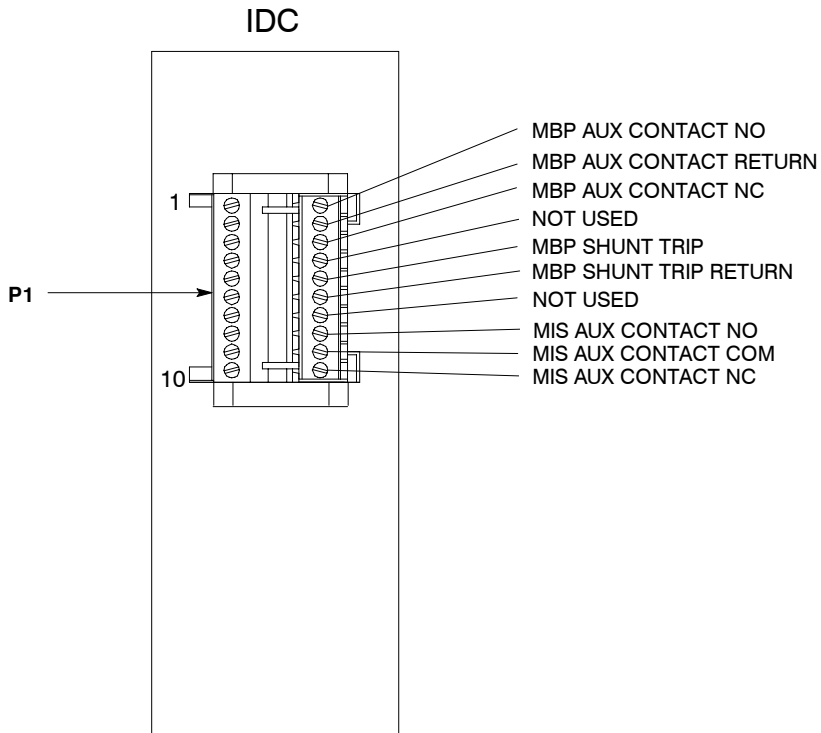 IDC
MBP AUX CONTACT NO
MBP AUX CONTACT RETURN
MBP AUX CONTACT NC
NOT USED
MBP SHUNT TRIP
MBP SHUNT TRIP RETURN
NOT USED
MIS AUX CONTACT NO
MIS AUX CONTACT COM
MIS AUX CONTACT NC
1
P1
10